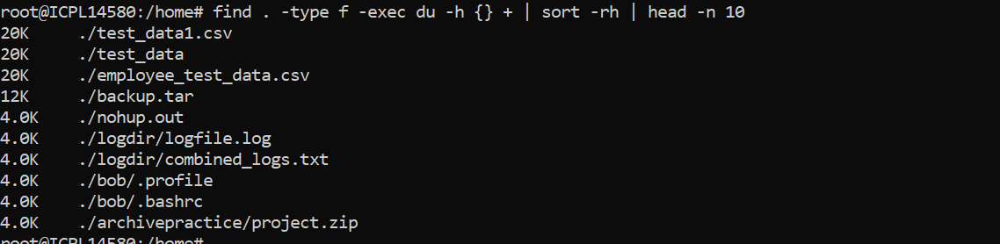 root@ICPL14580:/home# find . -type f -exec du -h {} + | sort -rh | head -n 10
20K     ./test_data1.csv
20K     ./test_data
20K     ./employee_test_data.csv
12K     ./backup.tar
4.0K    ./nohup.out
4.0K    ./logdir/logfile.log
4.0K    ./logdir/combined_logs.txt
4.0K    ./bob/.profile
4.0K    ./bob/.bashrc
4.0K    ./archivepractice/project.zip
root@ICPL14580:/home#